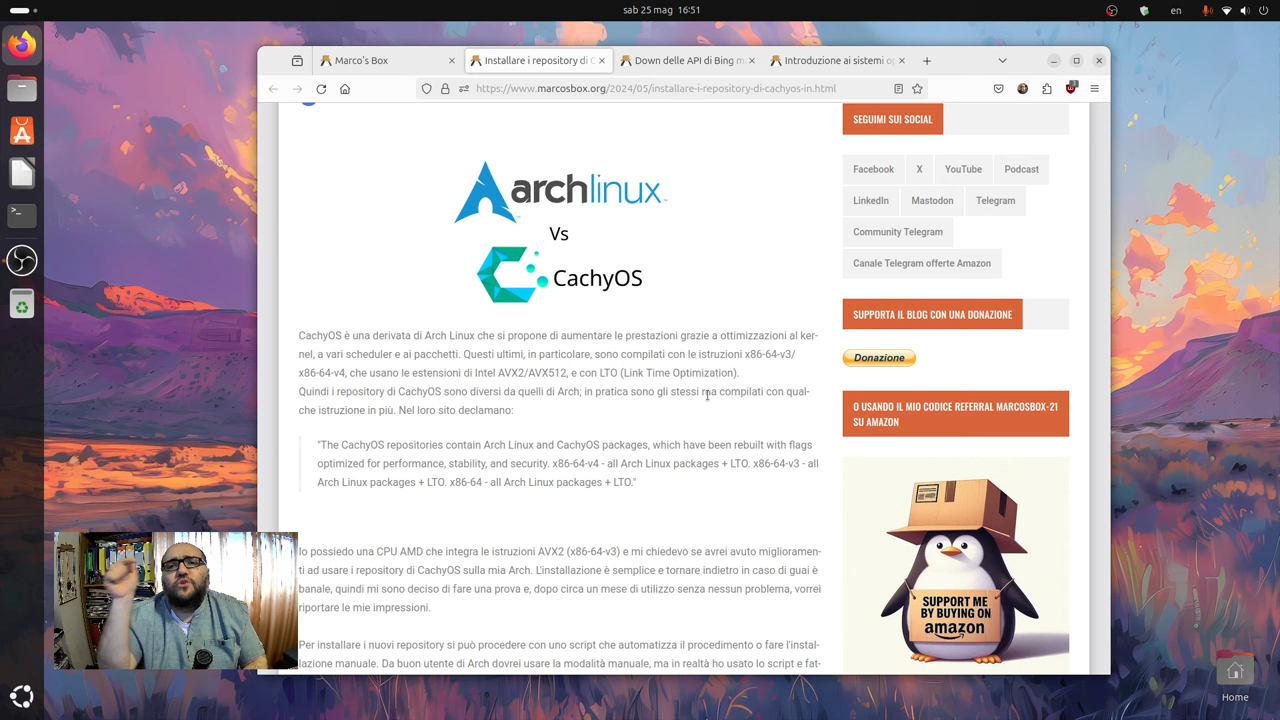 sab 25 mag 16:51
en
Marco's Box
Installare i repository di C
Down delle API di Bing m
Introduzione ai sistemi op
https://www.marcosbox.org/2024/05/installare-i-repository-di-cachyos-in.html
archlinux
Vs
CachyOS
CachyOS è una derivata di Arch Linux che si propone di aumentare le prestazioni grazie a ottimizzazioni al ker-
nel, a vari scheduler e ai pacchetti. Questi ultimi, in particolare, sono compilati con le istruzioni x86-64-v3/
x86-64-v4, che usano le estensioni di Intel AVX2/AVX512, e con LTO (Link Time Optimization).
Quindi i repository di CachyOS sono diversi da quelli di Arch; in pratica sono gli stessi ma compilati con qual-
che istruzione in più. Nel loro sito declamano:
"The CachyOS repositories contain Arch Linux and CachyOS packages, which have been rebuilt with flags
optimized for performance, stability, and security. x86-64-v4 - all Arch Linux packages + LTO. x86-64-v3 - all
Arch Linux packages + LTO. x86-64 - all Arch Linux packages + LTO."
Io possiedo una CPU AMD che integra le istruzioni AVX2 (x86-64-v3) e mi chiedevo se avrei avuto miglioramen-
ti ad usare i repository di CachyOS sulla mia Arch. L'installazione è semplice e tornare indietro in caso di guai è
banale, quindi mi sono deciso di fare una prova e, dopo circa un mese di utilizzo senza nessun problema, vorrei
riportare le mie impressioni.
Per installare i nuovi repository si può procedere con uno script che automatizza il procedimento o fare l'instal-
lazione manuale. Da buon utente di Arch dovrei usare la modalità manuale, ma in realtà ho usato lo script e fat-
SEGUIMI SUI SOCIAL
Facebook X YouTube Podcast
LinkedIn Mastodon Telegram
Community Telegram
Canale Telegram offerte Amazon
SUPPORTA IL BLOG CON UNA DONAZIONE
Donazione
O USANDO IL MIO CODICE REFERRAL MARCOSBOX-21
SU AMAZON
SUPPORT ME
BY BUYING ON
amazon
Home